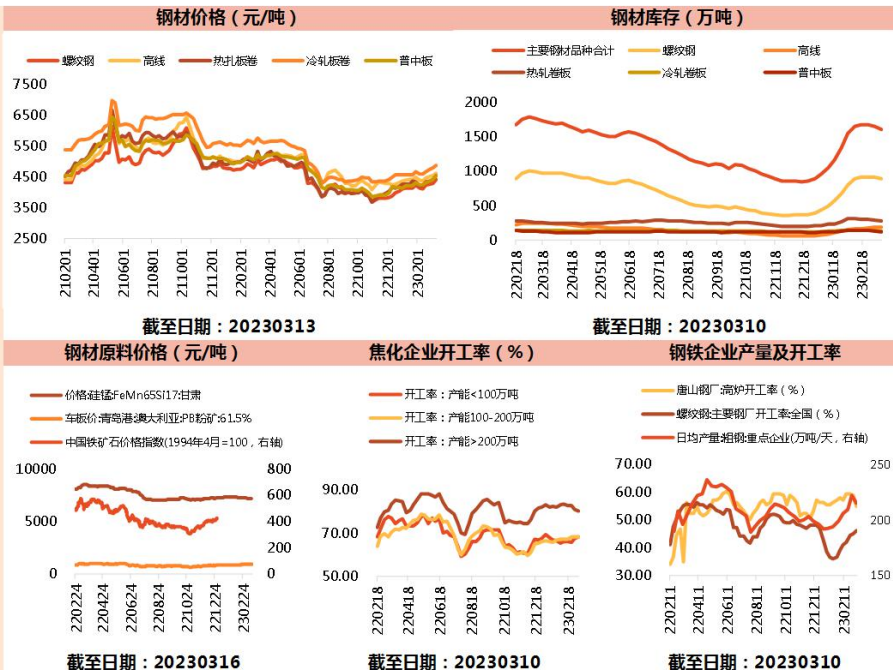 钢材价格（元/吨）
螺纹钢 高线 热扎板卷 冷轧板卷 普中板
7500
6500
5500
4500
3500
2500
210201 210401 210601 210801 211001 211201 220201 220401 220601 220801 221001 221201 230201
截至日期：20230313
钢材库存（万吨）
主要钢材品种合计 螺纹钢 高线
热轧卷板 冷轧卷板 普中板
2000
1500
1000
500
0
220218 220318 220418 220518 220618 220718 220818 220918 221018 221118 221218 230118 230218
截至日期：20230310
钢材原料价格（元/吨）
价格:硅锰:FeMn65Si17:甘肃
车板价:青岛港:澳大利亚:PB粉矿:61.5%
中国铁矿石价格指数(1994年4月=100，右轴)
10000
5000
0
800
600
400
200
0
220224 220424 220624 220824 221024 221224 230224
截至日期：20230316
焦化企业开工率（%）
开工率：产能<100万吨
开工率：产能100-200万吨
开工率：产能>200万吨
90.00
70.00
50.00
220218 220418 220618 220818 221018 221218 230218
截至日期：20230310
钢铁企业产量及开工率
唐山钢厂:高炉开工率（%）
螺纹钢:主要钢厂开工率:全国（%）
日均产量:粗钢:重点企业(万吨/天，右轴)
70.00
60.00
50.00
40.00
30.00
250
200
150
220211 220411 220611 220811 221011 221211 230211
截至日期：20230310